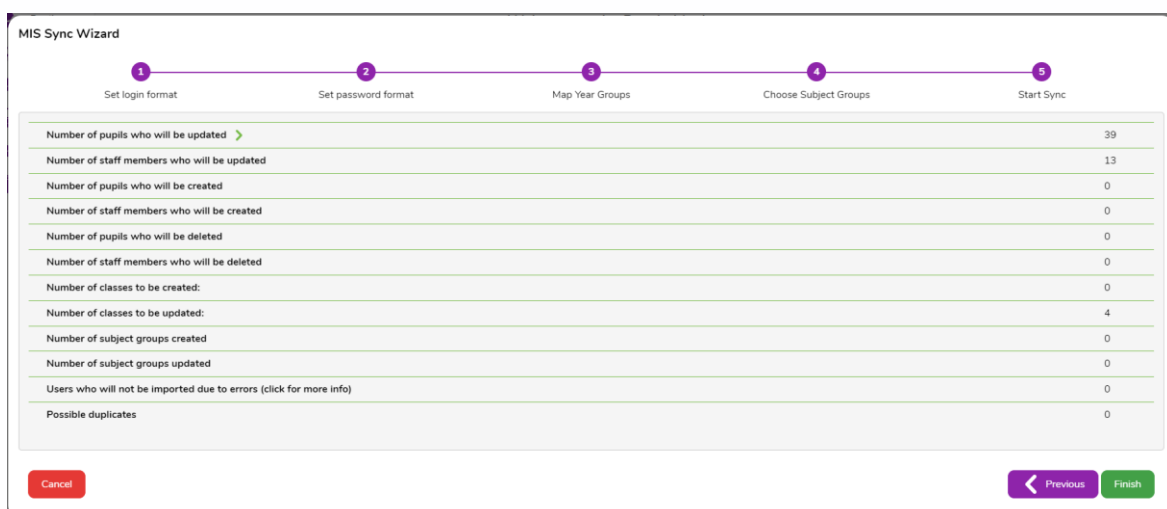 MIS Sync Wizard
1 2 3 4 5
Set login format Set password format Map Year Groups Choose Subject Groups Start Sync
Number of pupils who will be updated 39
Number of staff members who will be updated 13
Number of pupils who will be created 0
Number of staff members who will be created 0
Number of pupils who will be deleted 0
Number of staff members who will be deleted 0
Number of classes to be created: 0
Number of classes to be updated: 4
Number of subject groups created 0
Number of subject groups updated 0
Users who will not be imported due to errors (click for more info) 0
Possible duplicates 0
Cancel Previous Finish